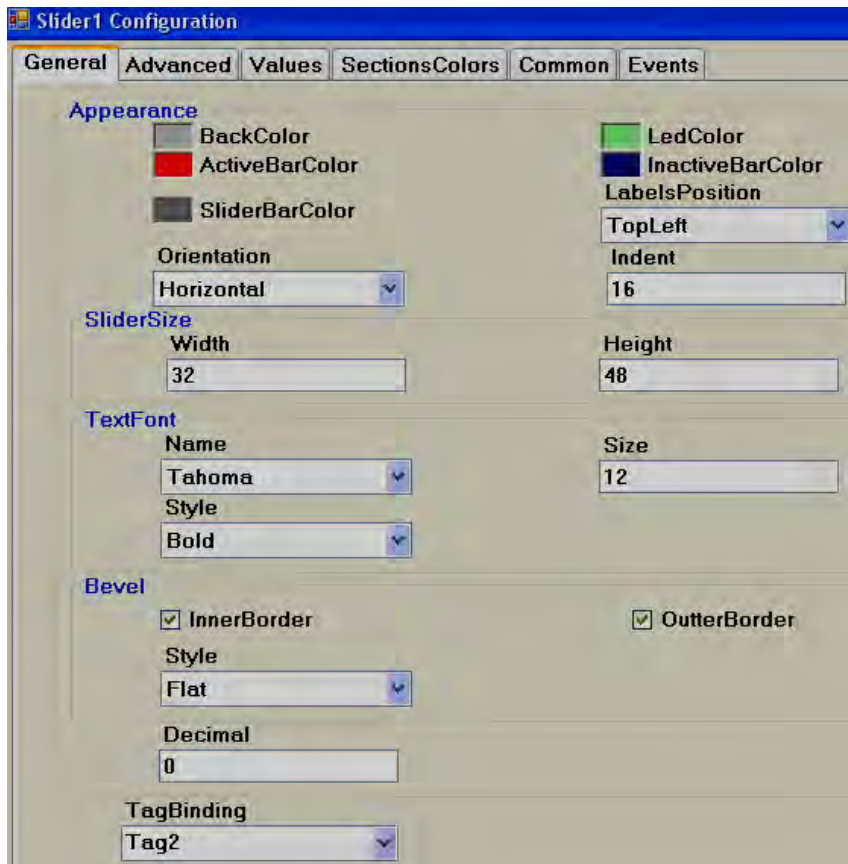 Slider1 Configuration
General Advanced Values SectionsColors Common Events
Appearance
BackColor LedColor
ActiveBarColor InactiveBarColor
LabelsPosition
SliderBarColor TopLeft
Orientation Indent
Horizontal 16
SliderSize
Width Height
32 48
TextFont
Name Size
Tahoma 12
Style
Bold
Bevel
InnerBorder OutterBorder
Style
Flat
Decimal
0
TagBinding
Tag2